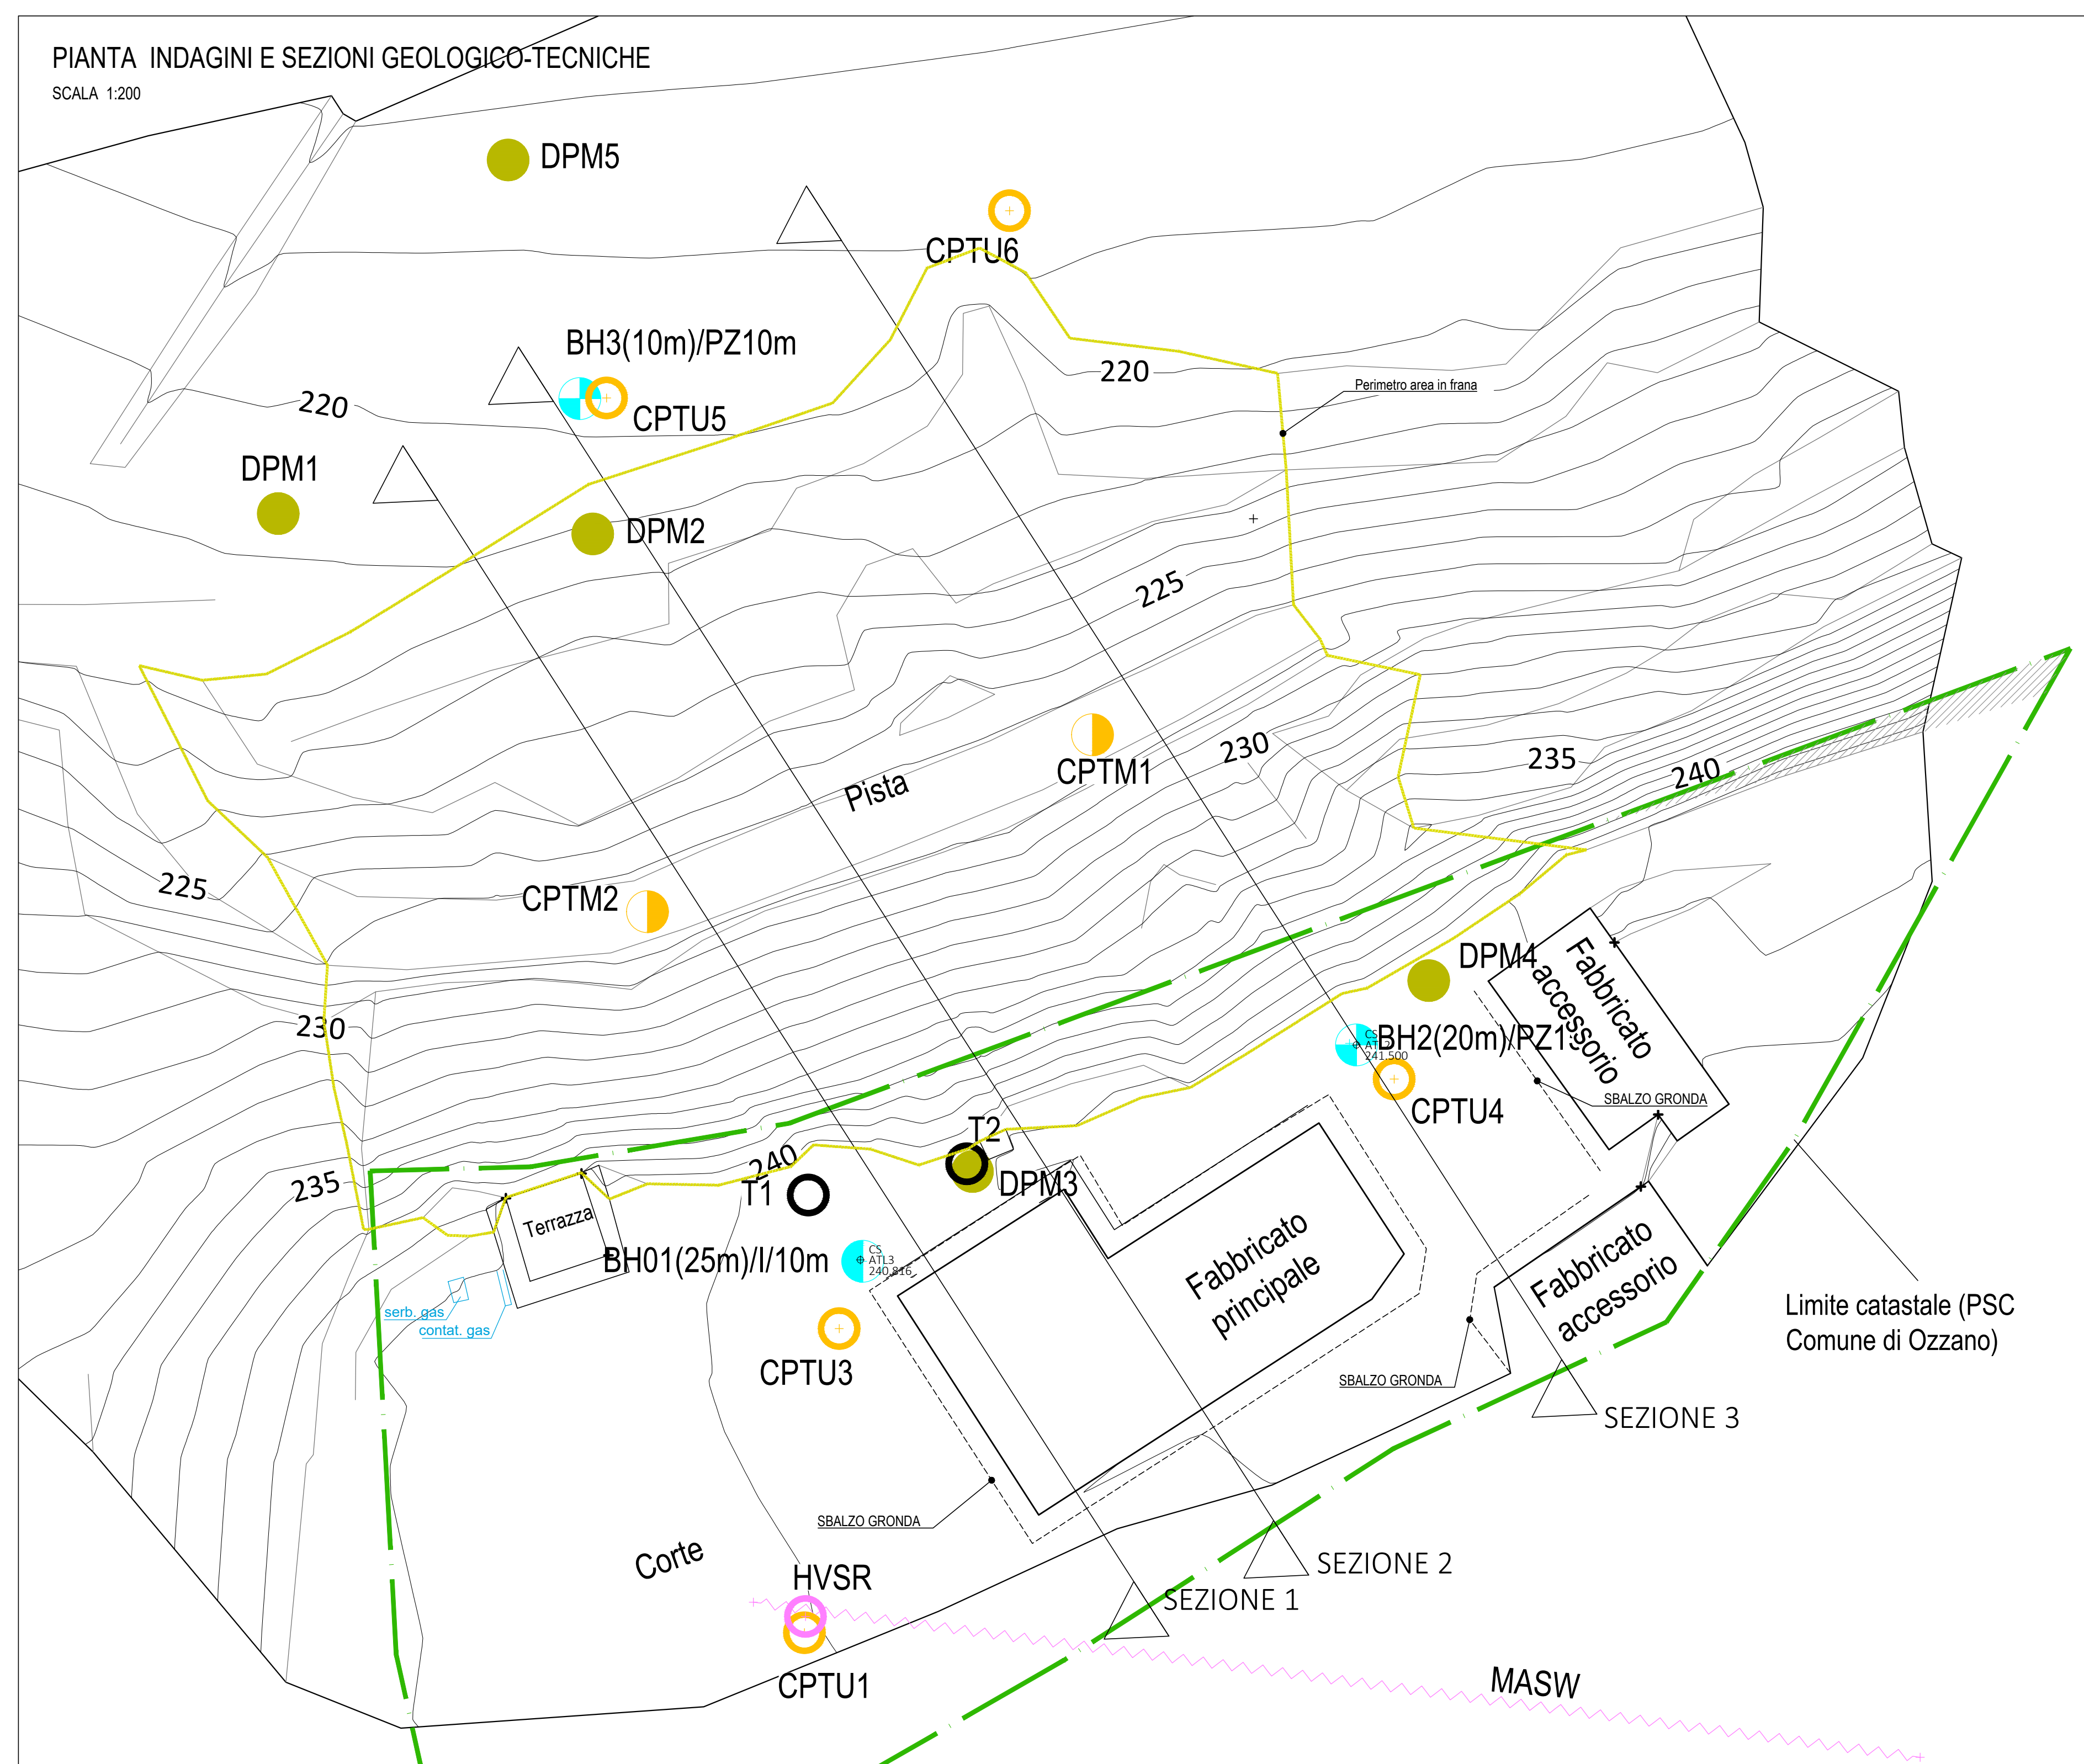 PIANTA INDAGINI E SEZIONI GEOLOGICO-TECNICHE
SCALA 1:200
DPM5
CPTU6
BH3(10m)/PZ10m
220
Perimetro area in frana
220
CPTU5
DPM1
DPM2
225
230
235
240
CPTM1
Pista
225
CPTM2
DPM4
Fabbricato
accessorio
230
CS
BH2(20m)/PZ1
241.500
SBALZO GRONDA
CPTU4
T2
240
235
T1
DPM3
Terrazza
Fabbricato
principale
Fabbricato
accessorio
BH01(25m)/I/10m
CS
ATL3
240.816
serb. gas
contat. gas
Limite catastale (PSC
Comune di Ozzano)
CPTU3
SBALZO GRONDA
SEZIONE 3
SBALZO GRONDA
Corte
HVSR
SEZIONE 2
SEZIONE 1
CPTU1
MASW